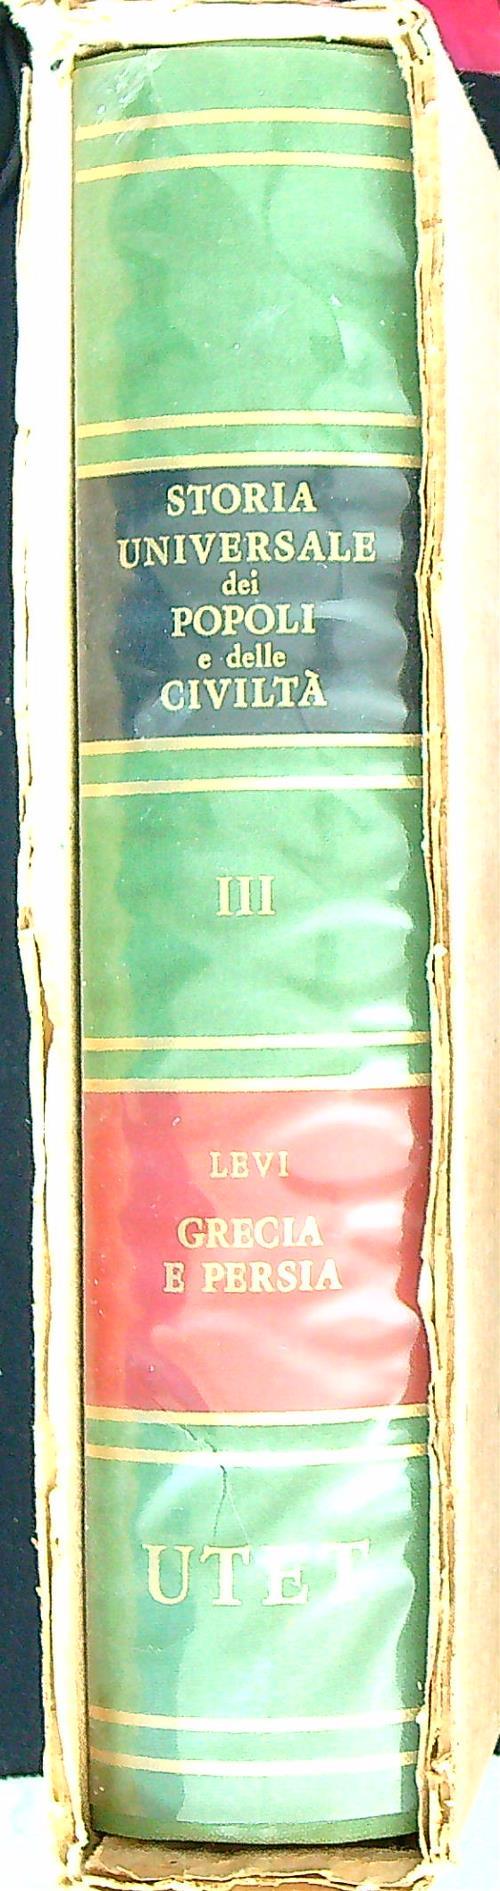 STORIA
UNIVERSALE
dei
POPOLI
e delle
CIVILTÀ
III
LEVI
GRECIA
E PERSIA
UTET